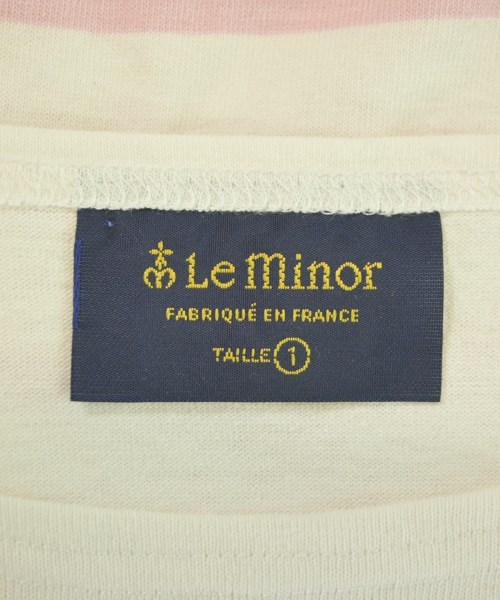 Le Minor
FABRIQUÉ EN FRANCE
TAILLE 1